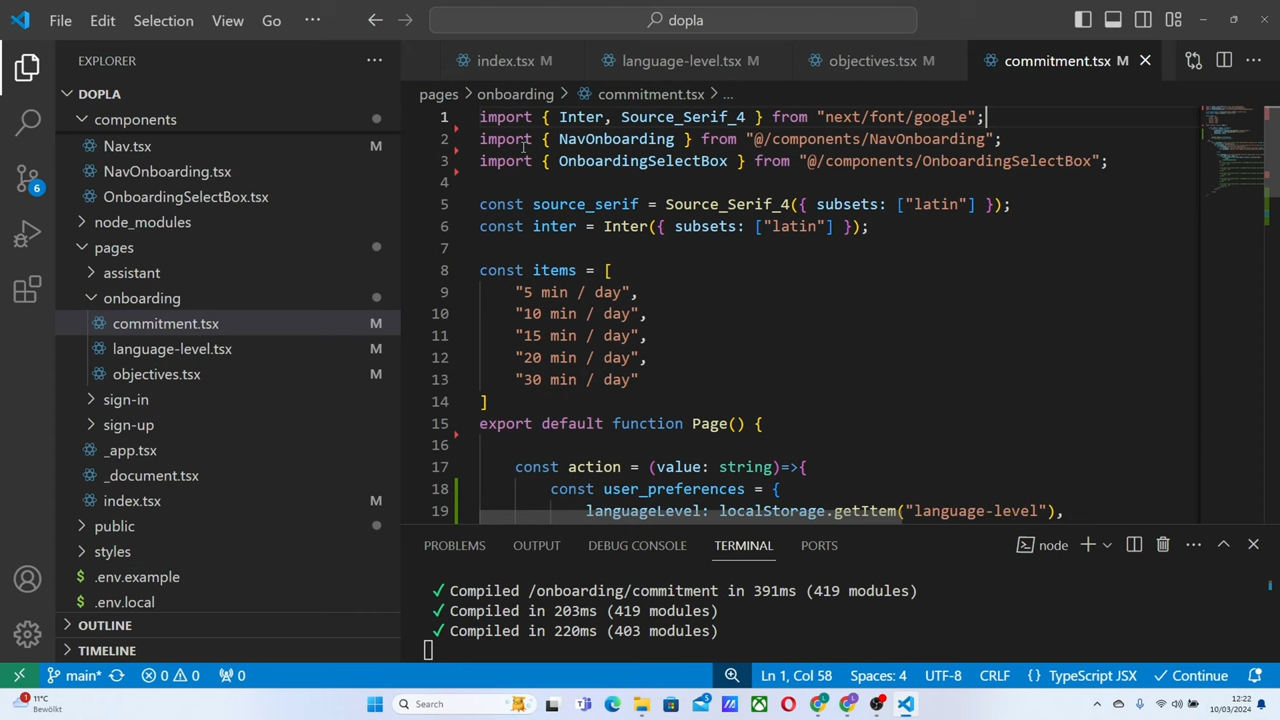 File Edit Selection View Go ··· dopla
EXPLORER ···
index.tsx M language-level.tsx M objectives.tsx M commitment.tsx M
DOPLA
components
Nav.tsx
NavOnboarding.tsx
OnboardingSelectBox.tsx
node_modules
pages
assistant
onboarding
commitment.tsx M
language-level.tsx M
objectives.tsx M
sign-in
sign-up
_app.tsx
_document.tsx
index.tsx M
public
styles
.env.example
.env.local
OUTLINE
TIMELINE
6
pages > onboarding > commitment.tsx > ...
1 import { Inter, Source_Serif_4 } from "next/font/google";
2 import { NavOnboarding } from "@/components/NavOnboarding";
3 import { OnboardingSelectBox } from "@/components/OnboardingSelectBox";
4
5 const source_serif = Source_Serif_4({ subsets: ["latin"] });
6 const inter = Inter({ subsets: ["latin"] });
7
8 const items = [
9 "5 min / day",
10 "10 min / day",
11 "15 min / day",
12 "20 min / day",
13 "30 min / day"
14 ]
15 export default function Page() {
16
17 const action = (value: string)=>{
18 const user_preferences = {
19 languageLevel: localStorage.getItem("language-level"),
PROBLEMS OUTPUT DEBUG CONSOLE TERMINAL PORTS node
✓ Compiled /onboarding/commitment in 391ms (419 modules)
✓ Compiled in 203ms (419 modules)
✓ Compiled in 220ms (403 modules)
main* 0 0 0 Ln 1, Col 58 Spaces: 4 UTF-8 CRLF { } TypeScript JSX Continue
1 11°C
Bewölkt
Search
12:22
10/03/2024